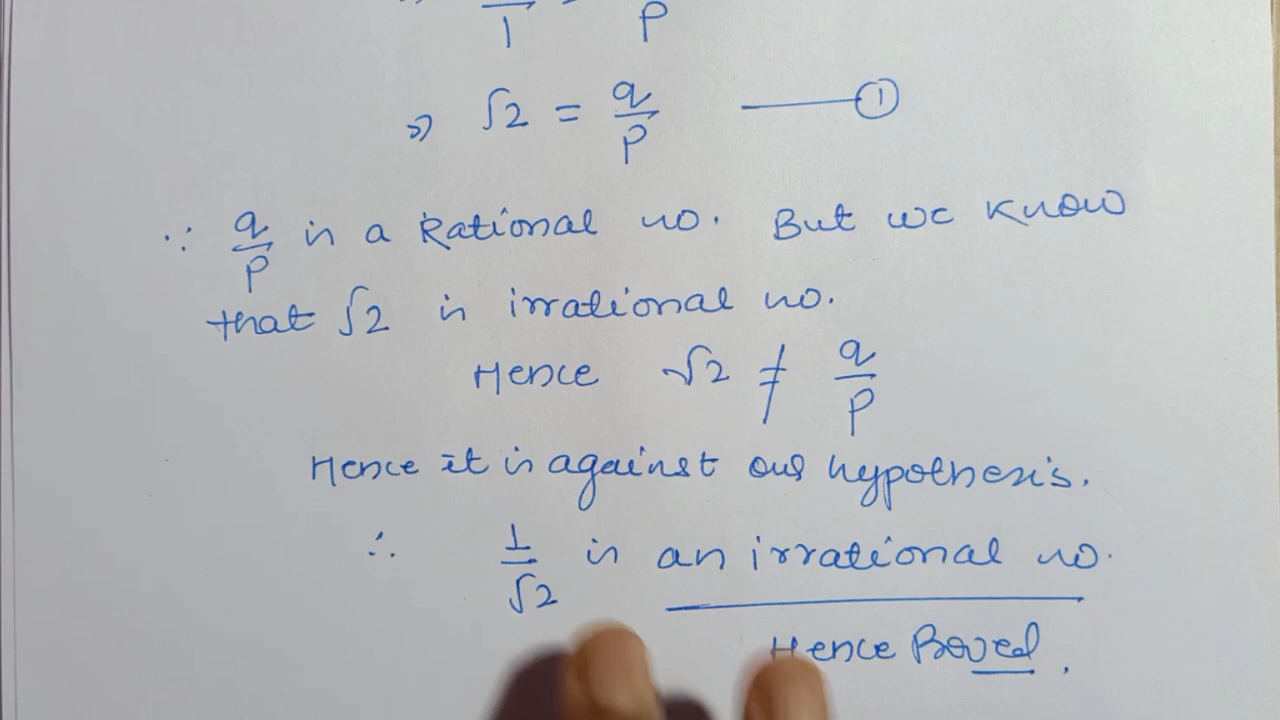 1 P
⇒ √2 = q/P —— ①
∵ q/P is a Rational no. But we know
that √2 is irrational no.
Hence √2 ≠ q/P
Hence it is against our hypothesis.
∴ 1/√2 is an irrational no.
Hence Proved.